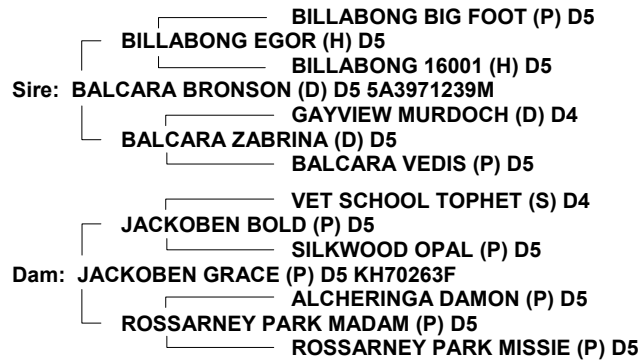 BILLABONG BIG FOOT (P) D5
BILLABONG EGOR (H) D5
BILLABONG 16001 (H) D5
Sire: BALCARA BRONSON (D) D5 5A3971239M
GAYVIEW MURDOCH (D) D4
BALCARA ZABRINA (D) D5
BALCARA VEDIS (P) D5
VET SCHOOL TOPHET (S) D4
JACKOBEN BOLD (P) D5
SILKWOOD OPAL (P) D5
Dam: JACKOBEN GRACE (P) D5 KH70263F
ALCHERINGA DAMON (P) D5
ROSSARNEY PARK MADAM (P) D5
ROSSARNEY PARK MISSIE (P) D5